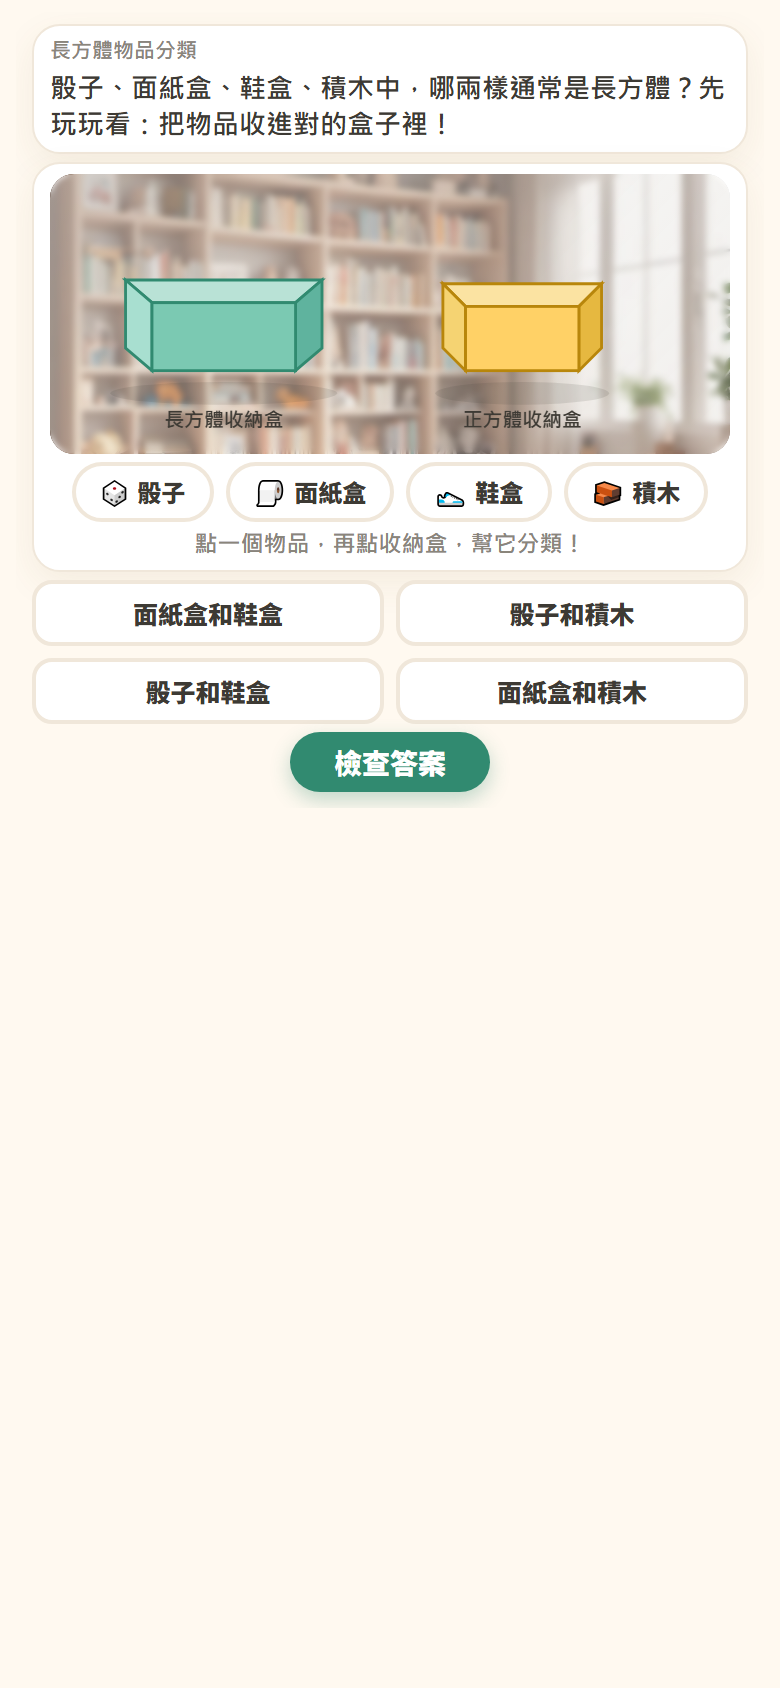 長方體物品分類
骰子、面紙盒、鞋盒、積木中，哪兩樣通常是長方體？先
玩玩看：把物品收進對的盒子裡！
長方體收納盒
正方體收納盒
骰子
面紙盒
鞋盒
積木
點一個物品，再點收納盒，幫它分類！
面紙盒和鞋盒
骰子和積木
骰子和鞋盒
面紙盒和積木
檢查答案